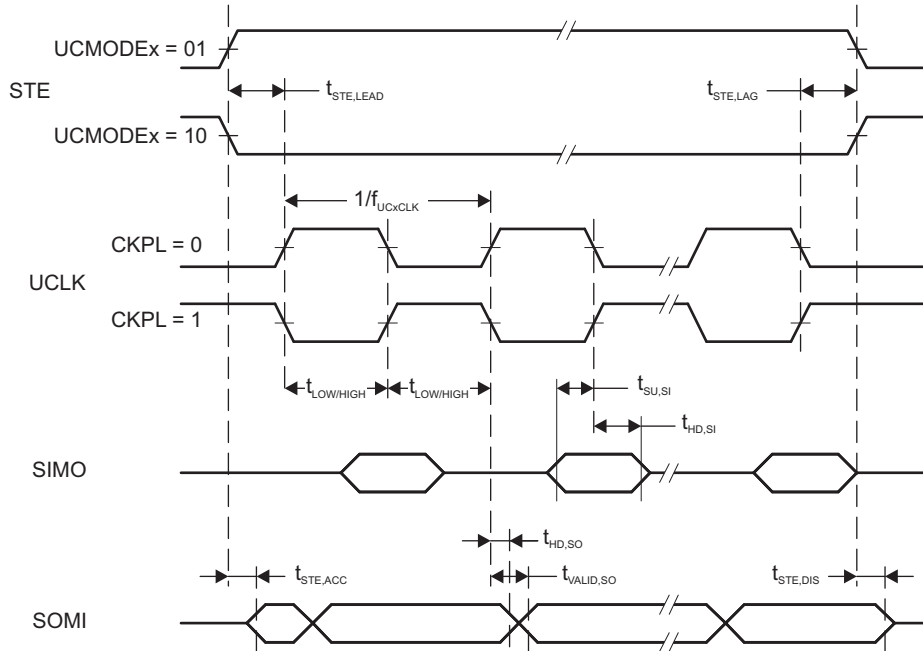 UCMODEx = 01
STE
t_STE,LEAD
t_STE,LAG
UCMODEx = 10
1/f_UCxCLK
CKPL = 0
UCLK
CKPL = 1
t_LOW/HIGH
t_LOW/HIGH
t_SU,SI
t_HD,SI
SIMO
t_HD,SO
t_STE,ACC
t_VALID,SO
t_STE,DIS
SOMI